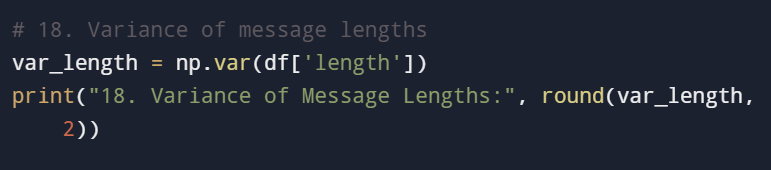 # 18. Variance of message lengths
var_length = np.var(df['length'])
print("18. Variance of Message Lengths:", round(var_length,
    2))